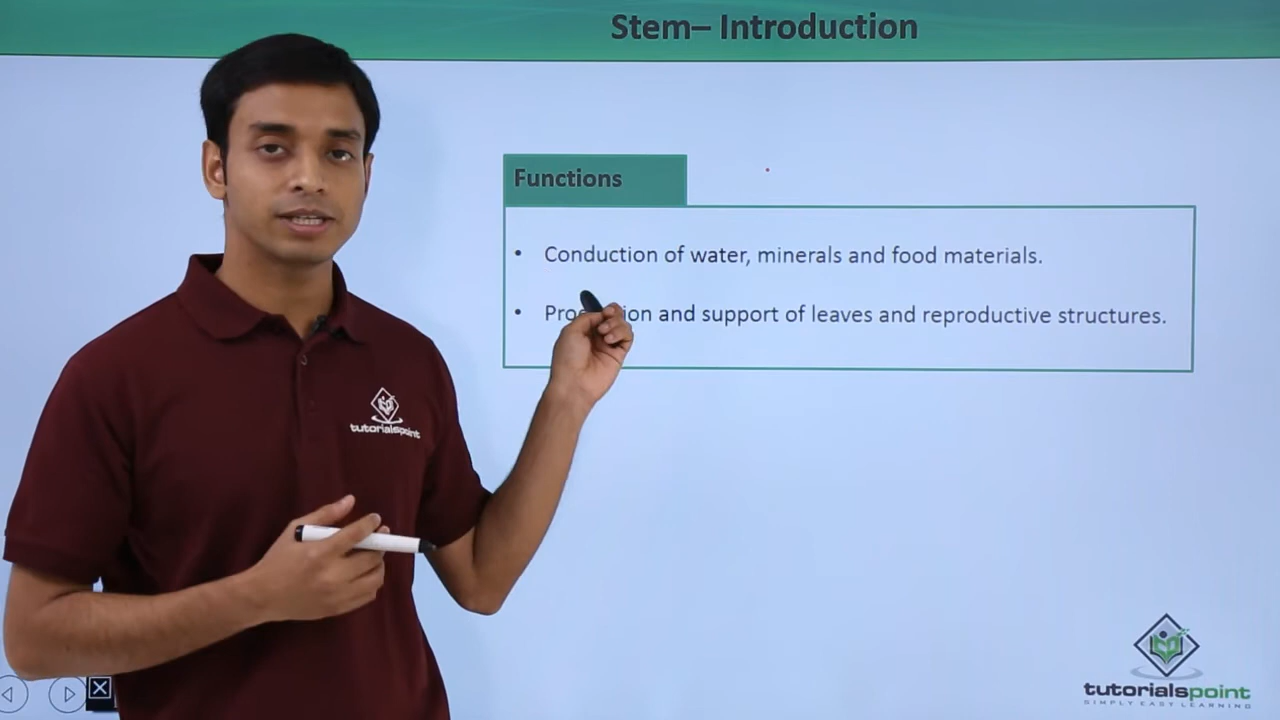 Stem– Introduction
Functions
• Conduction of water, minerals and food materials.
• and support of leaves and reproductive structures.
tutorialspoint
tutorialspoint
SIMPLY EASY LEARNING